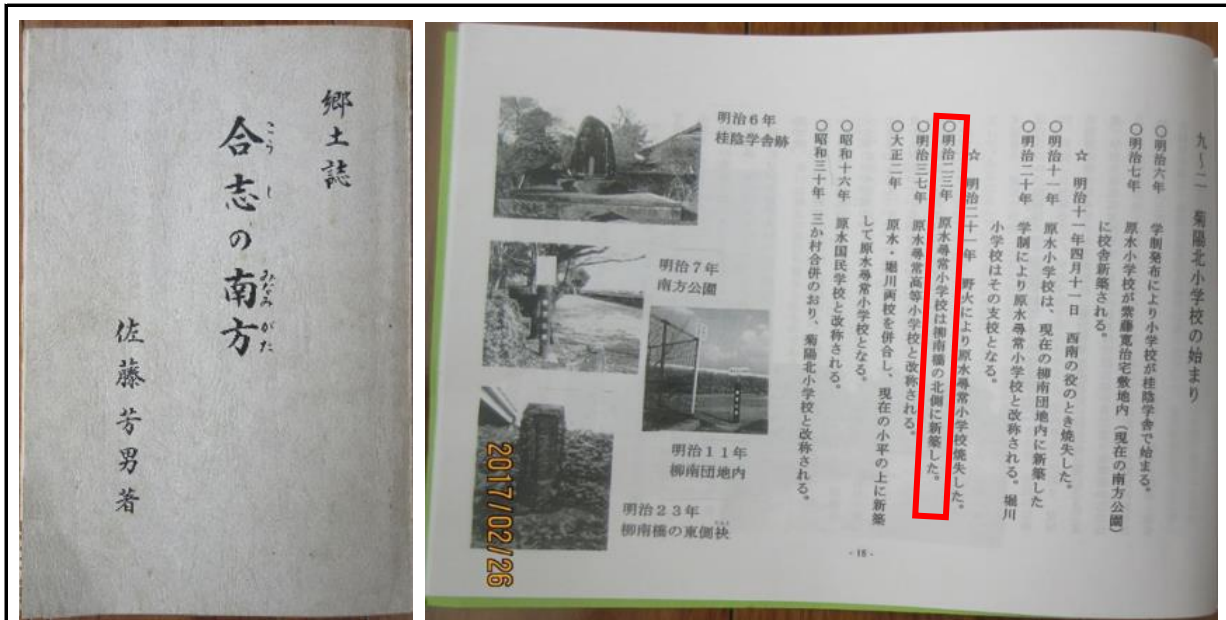 郷土誌
合志の南方
こうし
みなみがた
佐藤芳男著
九～二 菊陽北小学校の始まり
〇明治六年 学制発布により小学校が桂陰学舎で始まる。
〇明治七年 原水小学校が紫藤寛治宅敷地内(現在の南方公園)
に校舎新築される。
☆ 明治十一年四月十一日 西南の役のとき焼失した。
〇明治十一年 原水小学校は、現在の柳南団地内に新築した
〇明治二十年 学制により原水尋常小学校と改称される。堀川
小学校はその支校となる。
☆ 明治二十一年 野火により原水尋常小学校焼失した。
〇明治二三年 原水尋常小学校は柳南橋の北側に新築した。
〇明治三七年 原水尋常高等小学校と改称される。
〇大正二年 原水・堀川両校を併合し、現在の小平の上に新築
して原水尋常小学校となる。
〇昭和十六年 原水国民学校と改称される。
〇昭和三十年 三か村合併のおり、菊陽北小学校と改称される。
明治6年
桂陰学舎跡
明治7年
南方公園
明治11年
柳南団地内
明治23年
柳南橋の東側袂
- 15 -
2017/02/26